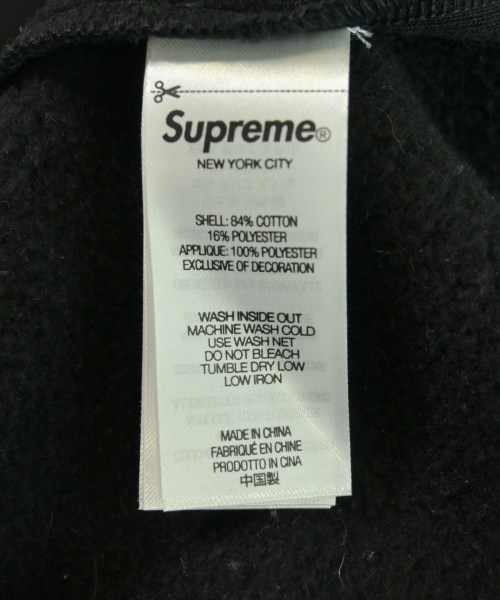 Supreme®
NEW YORK CITY
SHELL: 84% COTTON
16% POLYESTER
APPLIQUE: 100% POLYESTER
EXCLUSIVE OF DECORATION
WASH INSIDE OUT
MACHINE WASH COLD
USE WASH NET
DO NOT BLEACH
TUMBLE DRY LOW
LOW IRON
MADE IN CHINA
FABRIQUÉ EN CHINE
PRODOTTO IN CINA
中国製